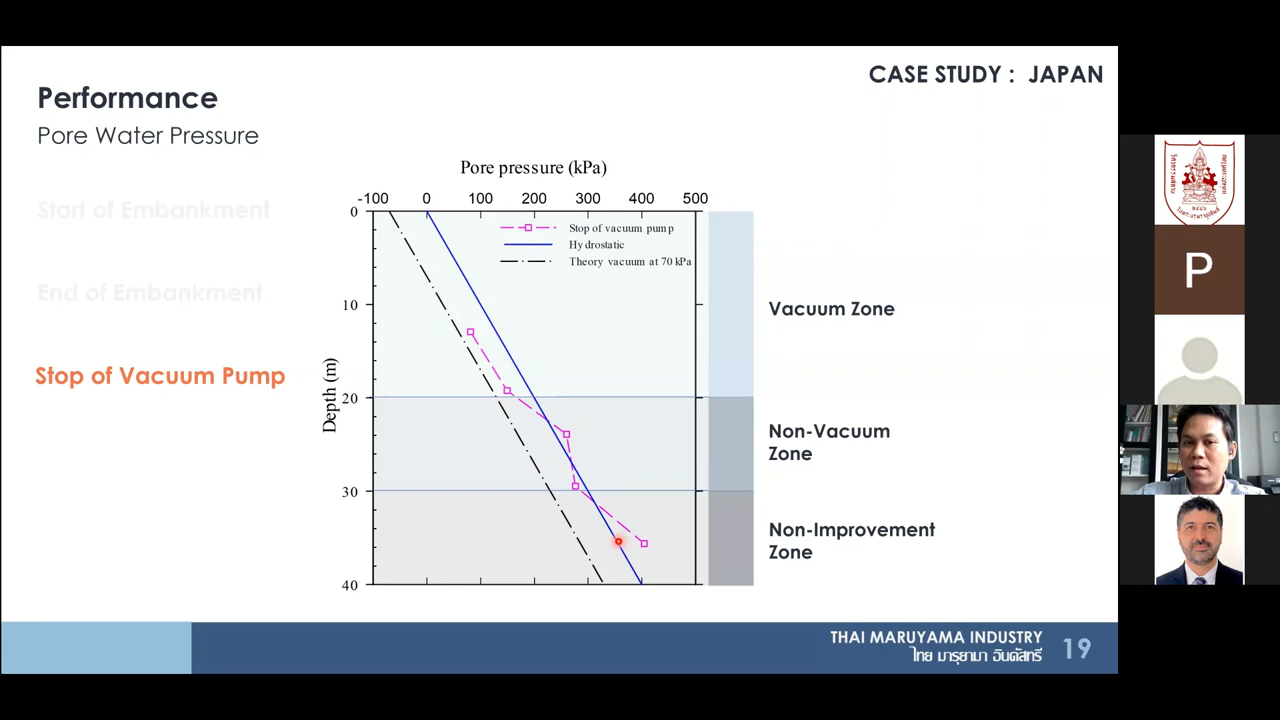 CASE STUDY : JAPAN
Performance
Pore Water Pressure
Start of Embankment
End of Embankment
Stop of Vacuum Pump
Pore pressure (kPa)
-100 0 100 200 300 400 500
0
10
20
30
40
Depth (m)
Stop of vacuum pump
Hydrostatic
Theory vacuum at 70 kPa
Vacuum Zone
Non-Vacuum
Zone
Non-Improvement
Zone
THAI MARUYAMA INDUSTRY
ไทย มารุยามา อินดัสทรี
19
P